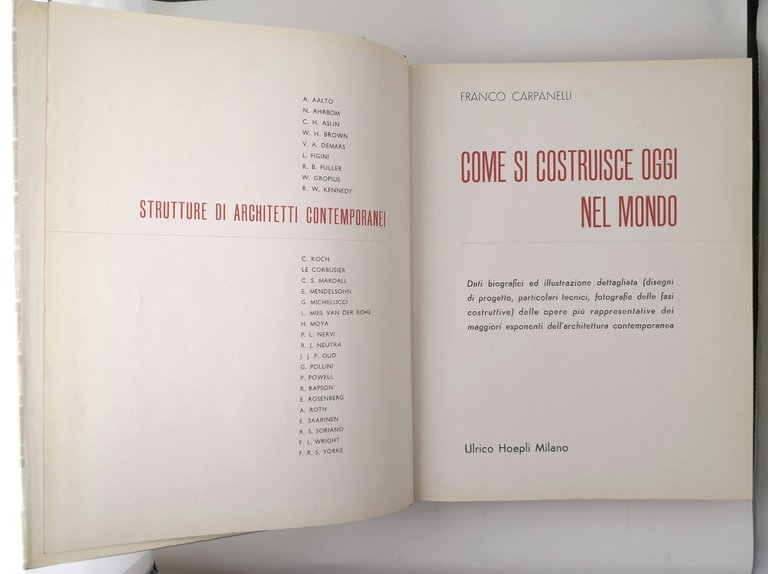 A. AALTO
N. AHRBOM
C. H. ASLIN
W. H. BROWN
V. A. DEMARS
L. FIGINI
R. B. FULLER
W. GROPIUS
R. W. KENNEDY
STRUTTURE DI ARCHITETTI CONTEMPORANEI
C. KOCH
LE CORBUSIER
C. S. MARDALL
E. MENDELSOHN
G. MICHELUCCI
L. MIES VAN DER ROHE
H. MOYA
P. L. NERVI
R. J. NEUTRA
J. J. P. OUD
G. POLLINI
P. POWELL
R. RAPSON
E. ROSENBERG
A. ROTH
E. SAARINEN
R. S. SORIANO
F. L. WRIGHT
F. R. S. YORKE
FRANCO CARPANELLI
COME SI COSTRUISCE OGGI
NEL MONDO
Dati biografici ed illustrazione dettagliata (disegni
di progetto, particolari tecnici, fotografie delle fasi
costruttive) delle opere più rappresentative dei
maggiori esponenti dell'architettura contemporanea
Ulrico Hoepli Milano